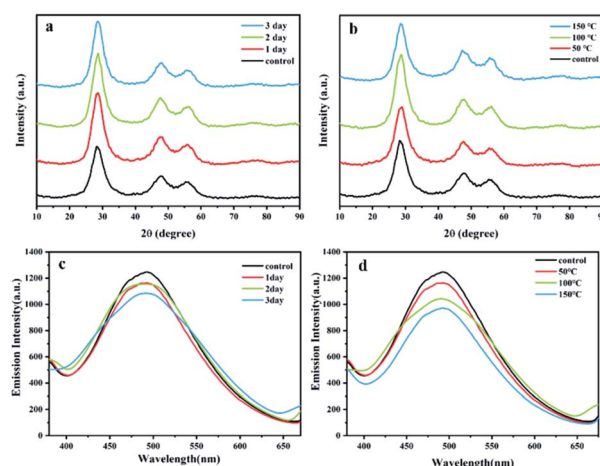 a
3 day
2 day
1 day
control
Intensity (a.u.)
10 20 30 40 50 60 70 80 90
2θ (degree)
b
150 ℃
100 ℃
50 ℃
control
Intensity (a.u.)
10 20 30 40 50 60 70 80 90
2θ (degree)
c
control
1day
2day
3day
Emission Intensity(a.u.)
1400
1200
1000
800
600
400
200
0
400 450 500 550 600 650
Wavelength(nm)
d
control
50℃
100℃
150℃
Emission Intensity(a.u.)
1400
1200
1000
800
600
400
200
0
400 450 500 550 600 650
Wavelength(nm)